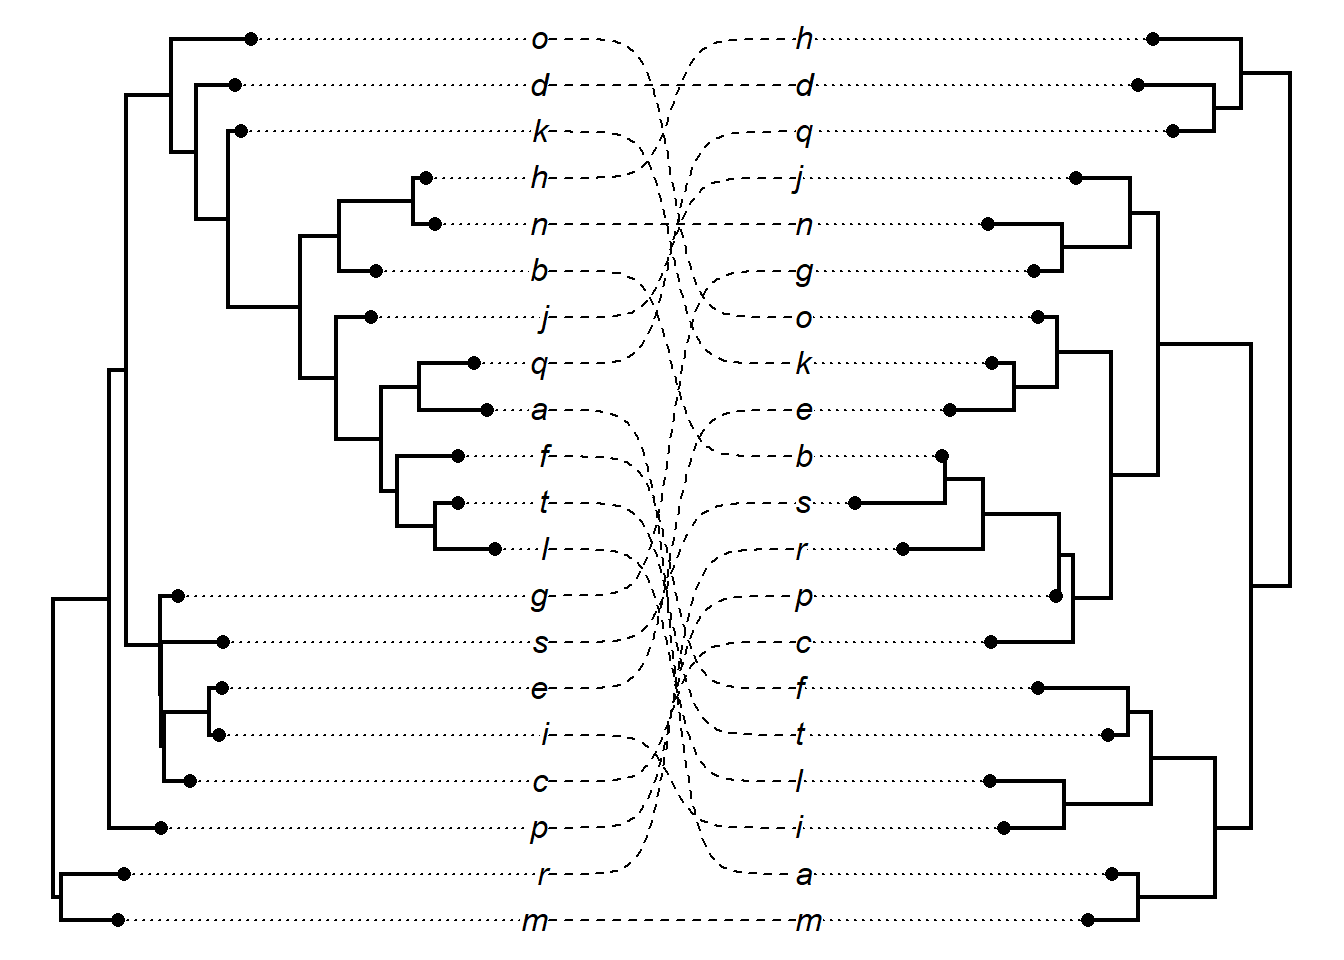 o h
d d
k q
h j
n n
b g
j o
q k
a e
f b
t s
l r
g p
s c
e f
i t
c l
p i
r a
m m